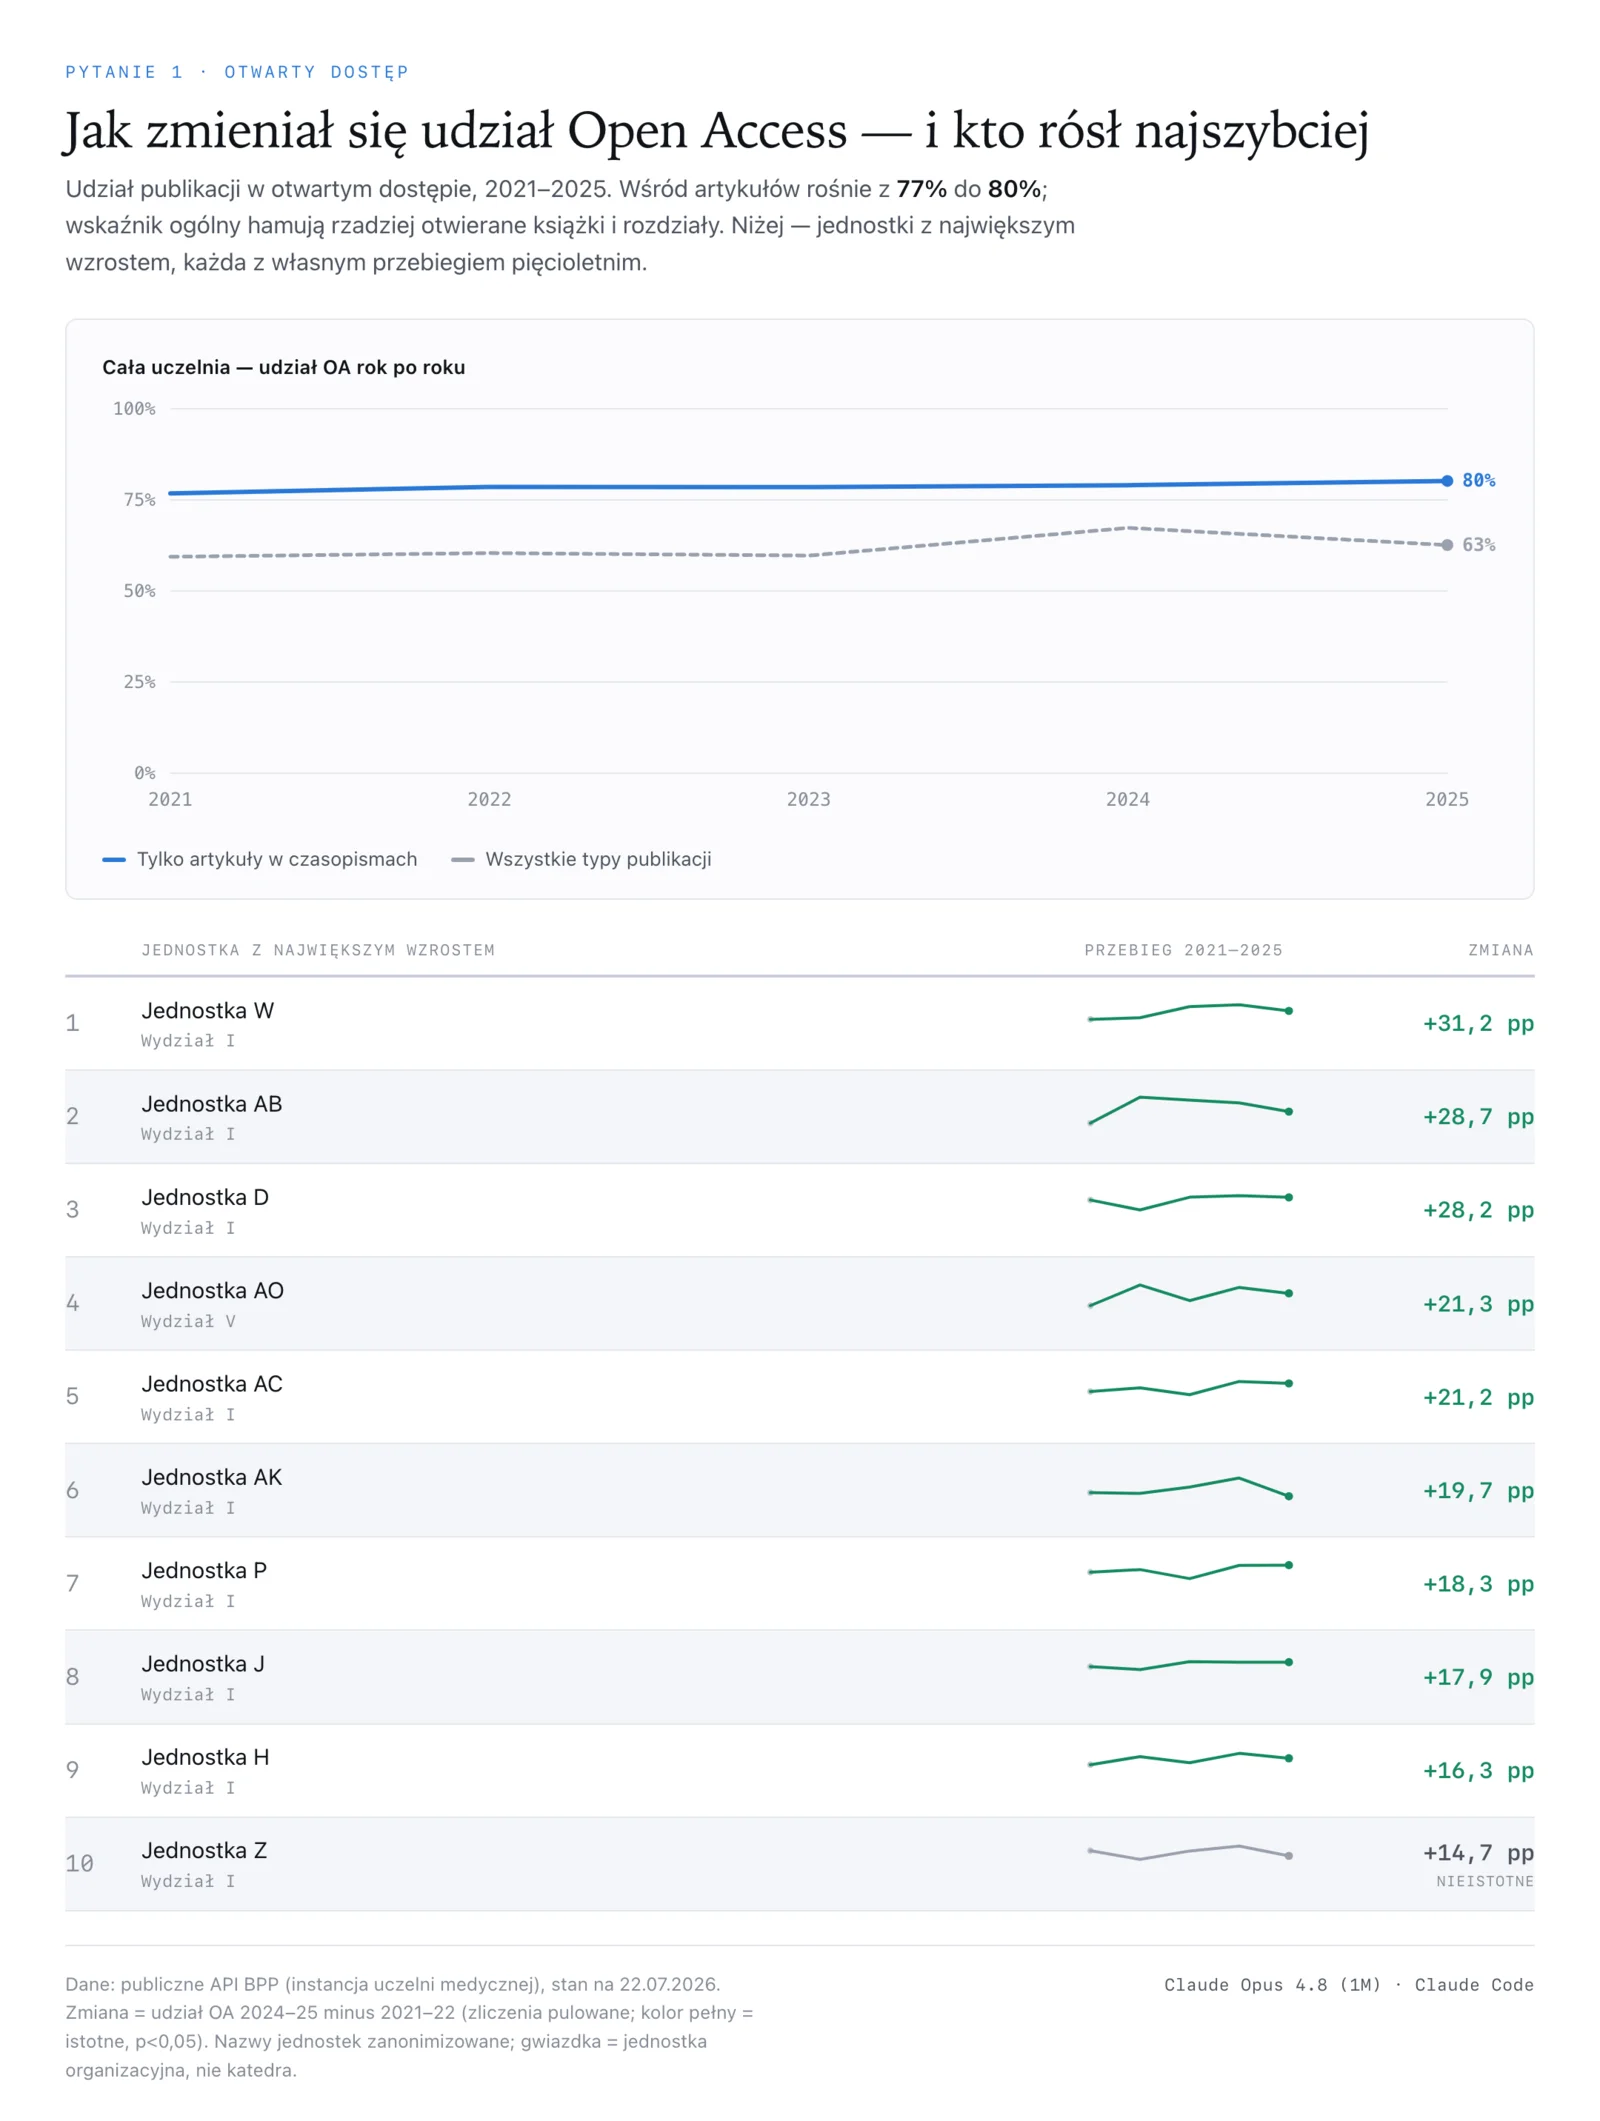 PYTANIE 1 · OTWARTY DOSTĘP
Jak zmieniał się udział Open Access — i kto rósł najszybciej
Udział publikacji w otwartym dostępie, 2021–2025. Wśród artykułów rośnie z 77% do 80%;
wskaźnik ogólny hamują rzadziej otwierane książki i rozdziały. Niżej — jednostki z największym
wzrostem, każda z własnym przebiegiem pięcioletnim.
Cała uczelnia — udział OA rok po roku
100%
80%
75%
63%
50%
25%
0%
2021 2022 2023 2024 2025
Tylko artykuły w czasopismach Wszystkie typy publikacji
JEDNOSTKA Z NAJWIĘKSZYM WZROSTEM PRZEBIEG 2021–2025 ZMIANA
1 Jednostka W +31,2 pp
Wydział I
2 Jednostka AB +28,7 pp
Wydział I
3 Jednostka D +28,2 pp
Wydział I
4 Jednostka AO +21,3 pp
Wydział V
5 Jednostka AC +21,2 pp
Wydział I
6 Jednostka AK +19,7 pp
Wydział I
7 Jednostka P +18,3 pp
Wydział I
8 Jednostka J +17,9 pp
Wydział I
9 Jednostka H +16,3 pp
Wydział I
10 Jednostka Z +14,7 pp
Wydział I NIEISTOTNE
Dane: publiczne API BPP (instancja uczelni medycznej), stan na 22.07.2026. Claude Opus 4.8 (1M) · Claude Code
Zmiana = udział OA 2024–25 minus 2021–22 (zliczenia pulowane; kolor pełny =
istotne, p<0,05). Nazwy jednostek zanonimizowane; gwiazdka = jednostka
organizacyjna, nie katedra.